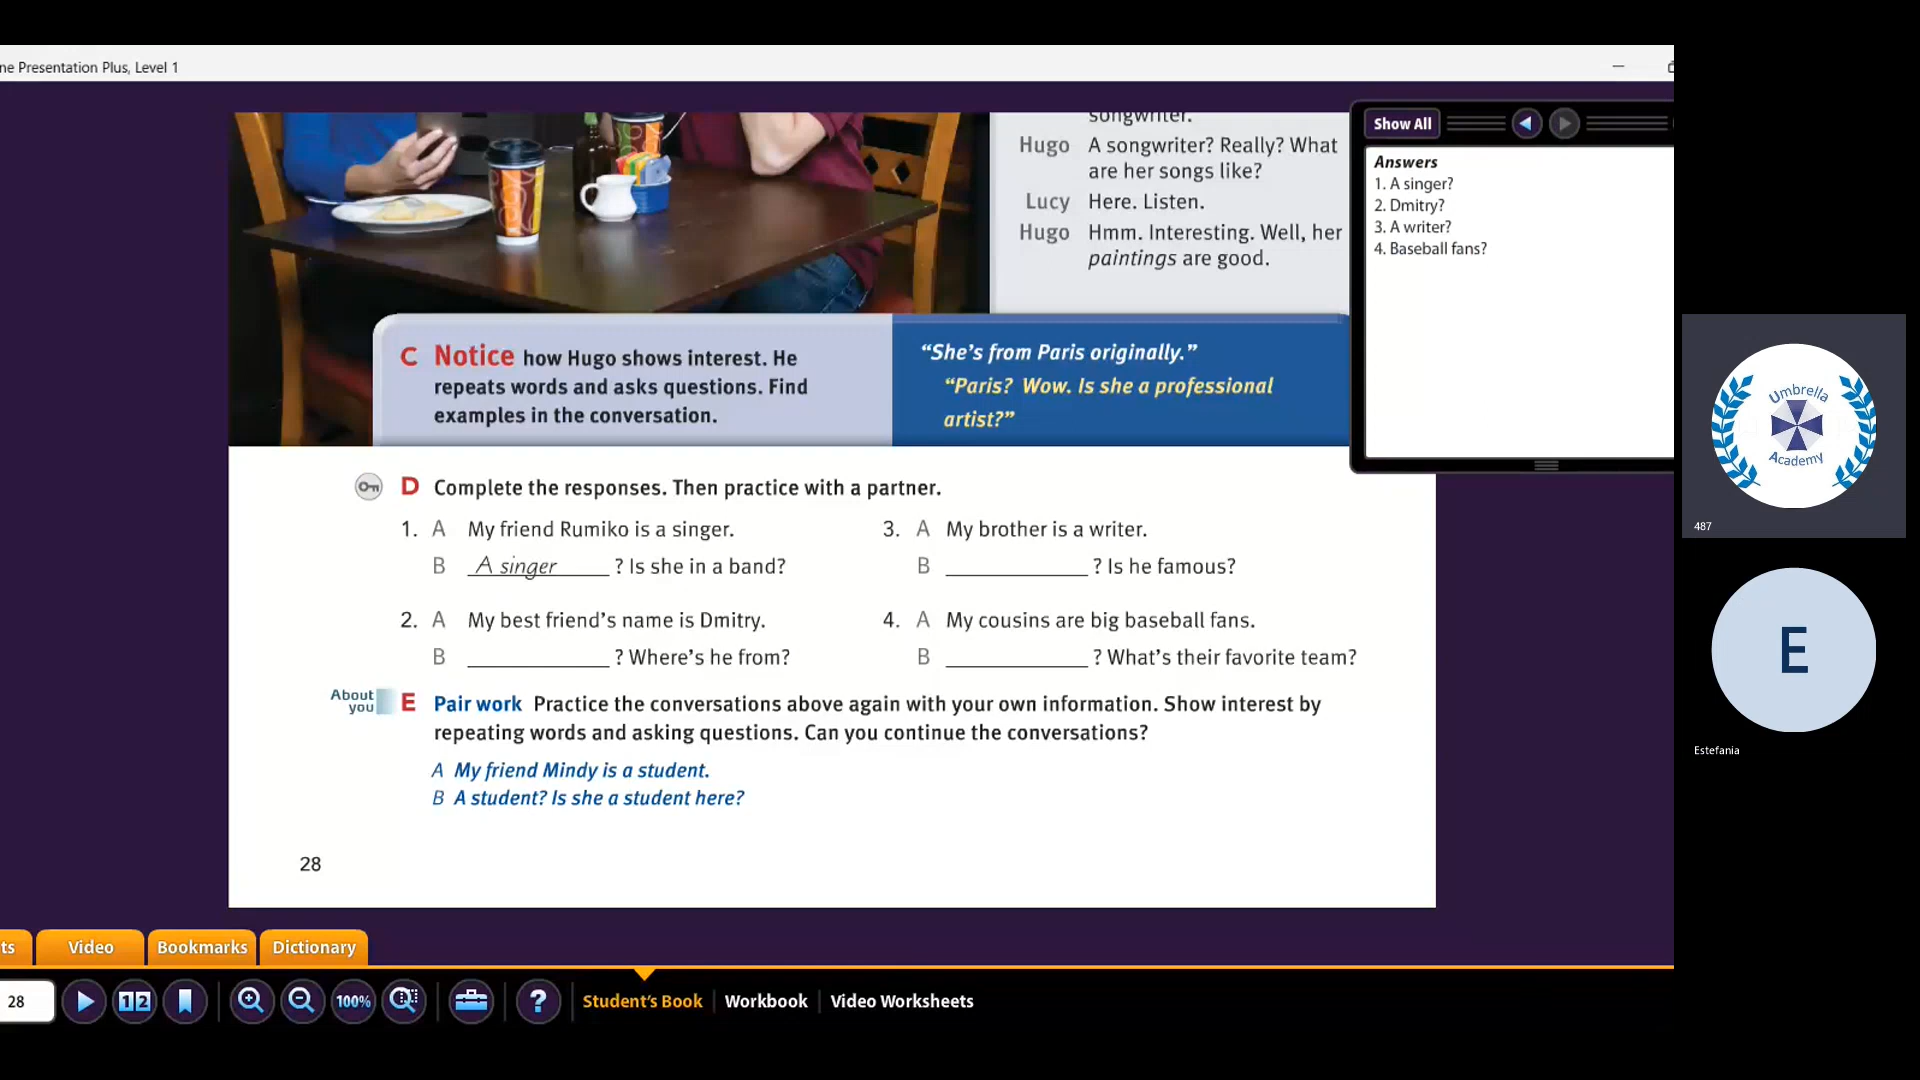 ne Presentation Plus, Level 1
songwriter.
Hugo A songwriter? Really? What
are her songs like?
Lucy Here. Listen.
Hugo Hmm. Interesting. Well, her
paintings are good.
Show All
Answers
1. A singer?
2. Dmitry?
3. A writer?
4. Baseball fans?
C Notice how Hugo shows interest. He
repeats words and asks questions. Find
examples in the conversation.
“She’s from Paris originally.”
“Paris? Wow. Is she a professional
artist?”
D Complete the responses. Then practice with a partner.
1. A My friend Rumiko is a singer.
B A singer ? Is she in a band?
2. A My best friend’s name is Dmitry.
B ____________ ? Where’s he from?
3. A My brother is a writer.
B ____________ ? Is he famous?
4. A My cousins are big baseball fans.
B ____________ ? What’s their favorite team?
About
you
E Pair work Practice the conversations above again with your own information. Show interest by
repeating words and asking questions. Can you continue the conversations?
A My friend Mindy is a student.
B A student? Is she a student here?
28
Umbrella
Academy
487
E
Estefania
ts Video Bookmarks Dictionary
28 1 2 100% ? Student’s Book Workbook Video Worksheets